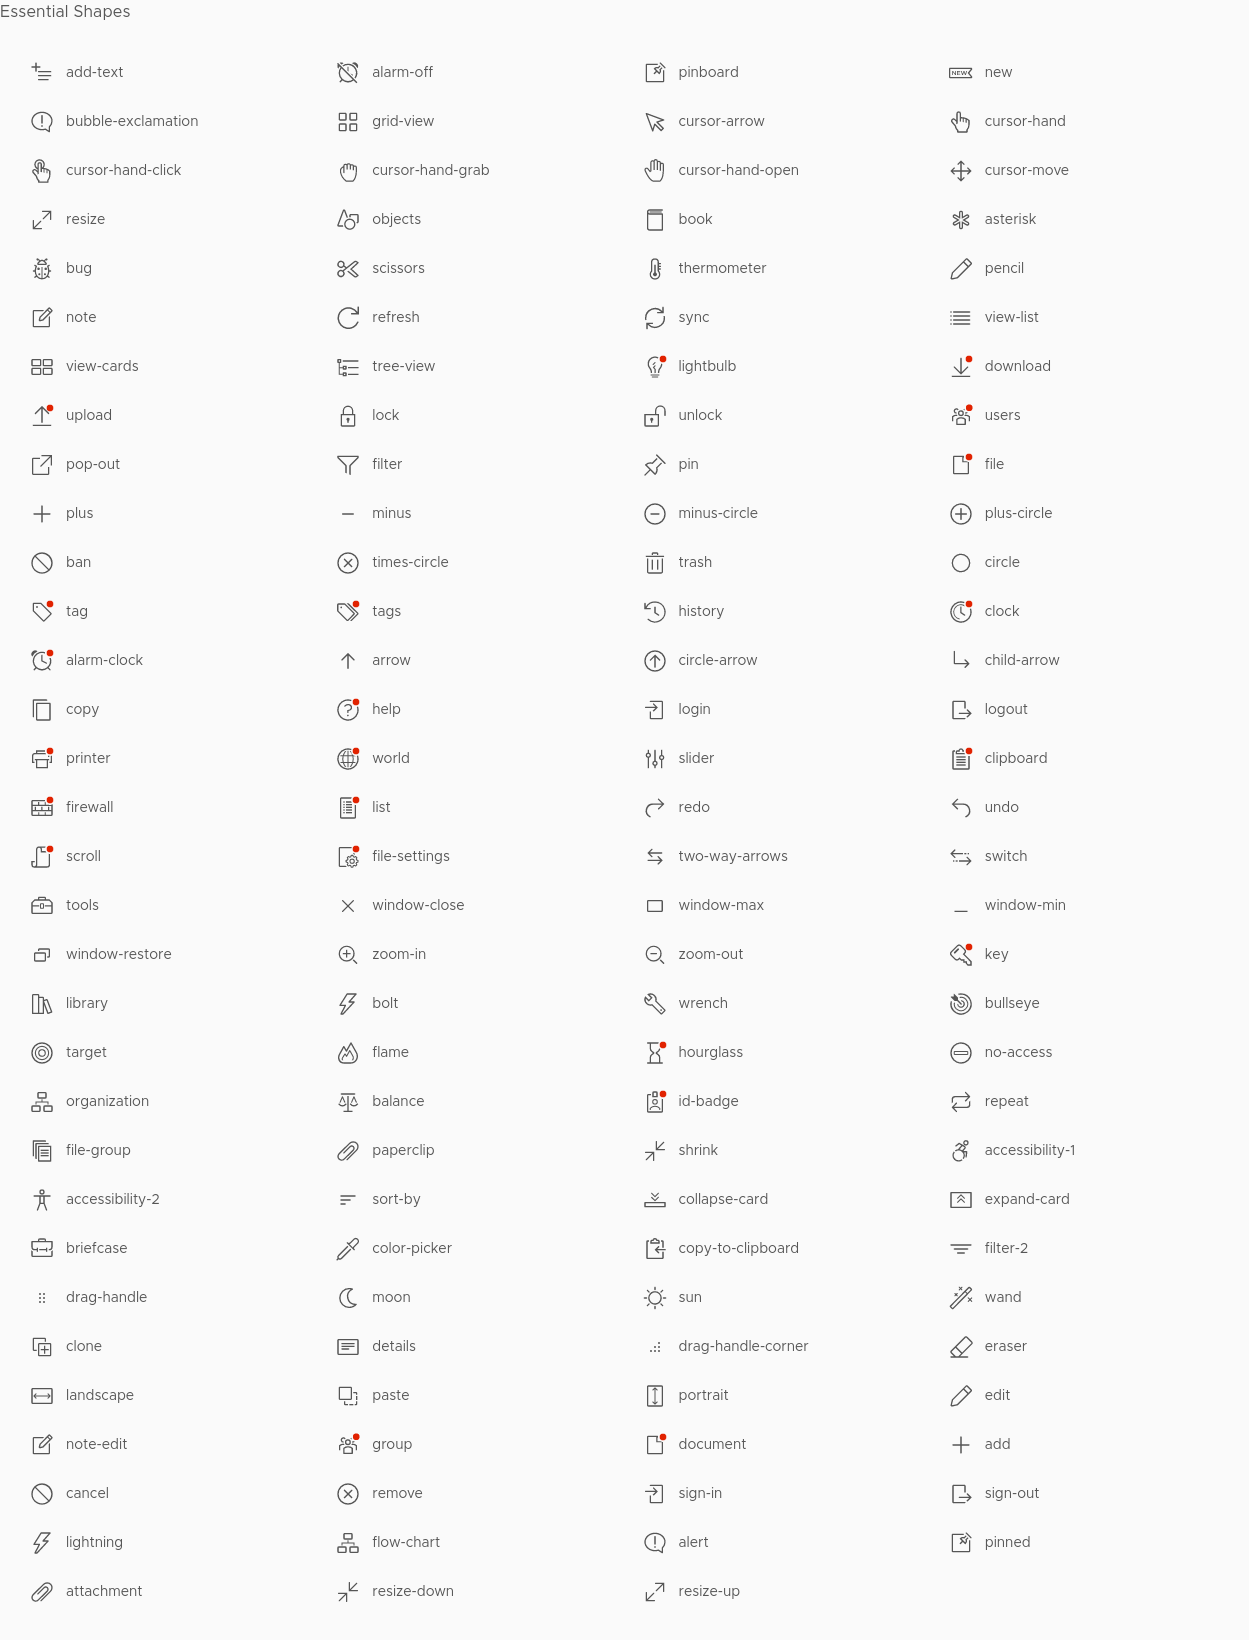 Essential Shapes
add-text alarm-off pinboard NEW new
bubble-exclamation grid-view cursor-arrow cursor-hand
cursor-hand-click cursor-hand-grab cursor-hand-open cursor-move
resize objects book asterisk
bug scissors thermometer pencil
note refresh sync view-list
view-cards tree-view lightbulb download
upload lock unlock users
pop-out filter pin file
plus minus minus-circle plus-circle
ban times-circle trash circle
tag tags history clock
alarm-clock arrow circle-arrow child-arrow
copy help login logout
printer world slider clipboard
firewall list redo undo
scroll file-settings two-way-arrows switch
tools window-close window-max window-min
window-restore zoom-in zoom-out key
library bolt wrench bullseye
target flame hourglass no-access
organization balance id-badge repeat
file-group paperclip shrink accessibility-1
accessibility-2 sort-by collapse-card expand-card
briefcase color-picker copy-to-clipboard filter-2
drag-handle moon sun wand
clone details drag-handle-corner eraser
landscape paste portrait edit
note-edit group document add
cancel remove sign-in sign-out
lightning flow-chart alert pinned
attachment resize-down resize-up